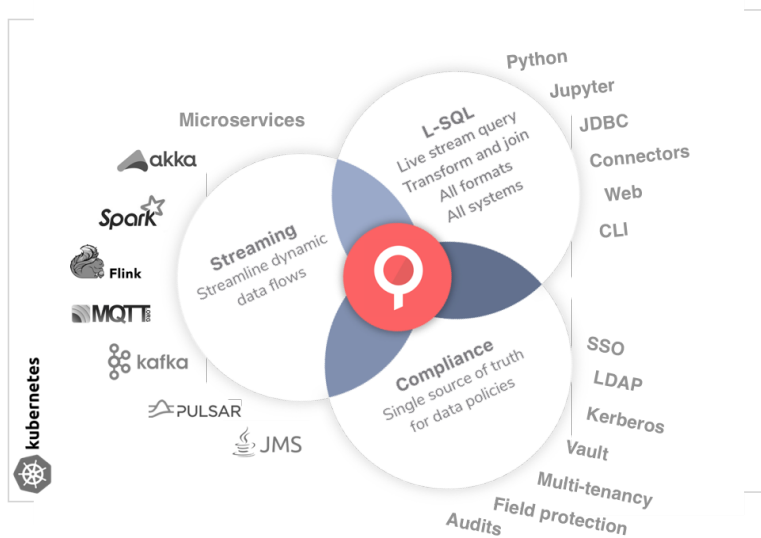 Python
Jupyter
JDBC
Connectors
Web
CLI
L-SQL
Live stream query
Transform and join
All formats
All systems
Microservices
akka
Spark
Flink
MQTT.ORG
kafka
PULSAR
JMS
kubernetes
Streaming
Streamline dynamic
data flows
Compliance
Single source of truth
for data policies
SSO
LDAP
Kerberos
Vault
Multi-tenancy
Field protection
Audits